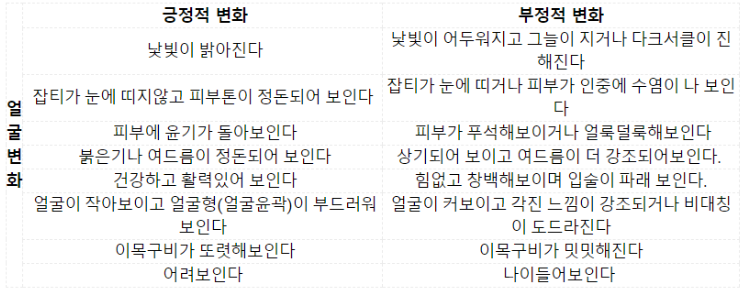 긍정적 변화 부정적 변화
낯빛이 밝아진다 낯빛이 어두워지고 그늘이 지거나 다크서클이 진
해진다
잡티가 눈에 띠지않고 피부톤이 정돈되어 보인다 잡티가 눈에 띠거나 피부가 인중에 수염이 나 보인
다
피부에 윤기가 돌아보인다 피부가 푸석해보이거나 얼룩덜룩해보인다
붉은기나 여드름이 정돈되어 보인다 상기되어 보이고 여드름이 더 강조되어보인다.
건강하고 활력있어 보인다 힘없고 창백해보이며 입술이 파래 보인다.
얼굴이 작아보이고 얼굴형(얼굴윤곽)이 부드러워 얼굴이 커보이고 각진 느낌이 강조되거나 비대칭
보인다 이 도드라진다
이목구비가 또렷해보인다 이목구비가 밋밋해진다
어려보인다 나이들어보인다
얼
굴
변
화